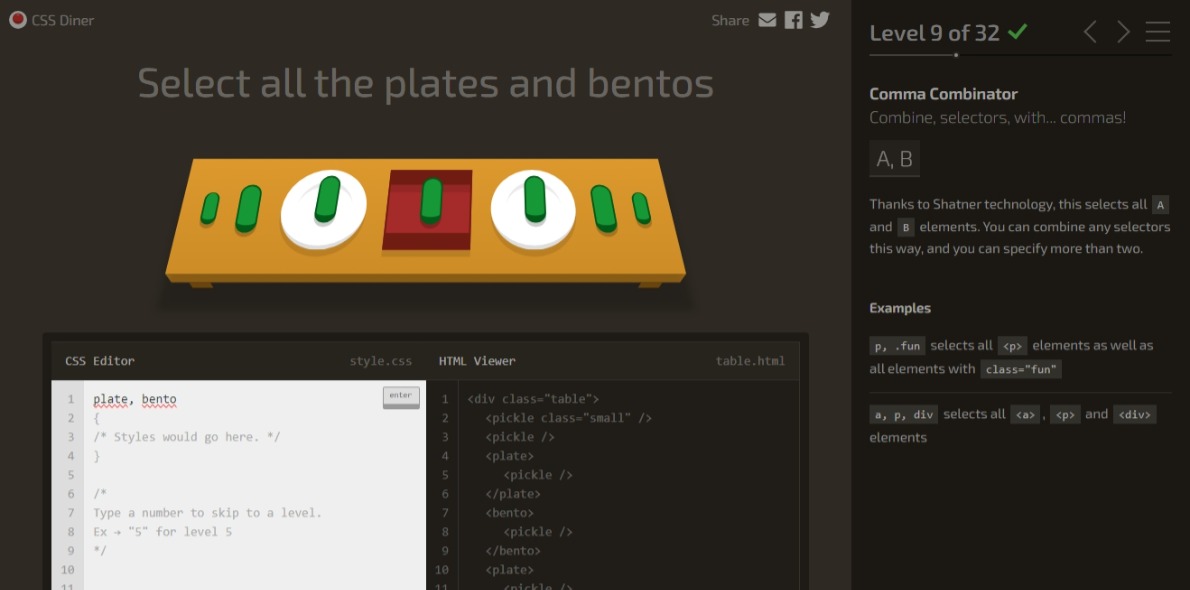 CSS Diner
Share
Select all the plates and bentos
CSS Editor
style.css
1 plate, bento
enter
2 {
3 /* Styles would go here. */
4 }
5
6 /*
7 Type a number to skip to a level.
8 Ex → "5" for level 5
9 */
10
11
HTML Viewer
table.html
1 <div class="table">
2 <pickle class="small" />
3 <pickle />
4 <plate>
5 <pickle />
6 </plate>
7 <bento>
8 <pickle />
9 </bento>
10 <plate>
11 <pickle />
Level 9 of 32
Comma Combinator
Combine, selectors, with... commas!
A, B
Thanks to Shatner technology, this selects all A
and B elements. You can combine any selectors
this way, and you can specify more than two.
Examples
p, .fun selects all <p> elements as well as
all elements with class="fun"
a, p, div selects all <a>, <p> and <div>
elements